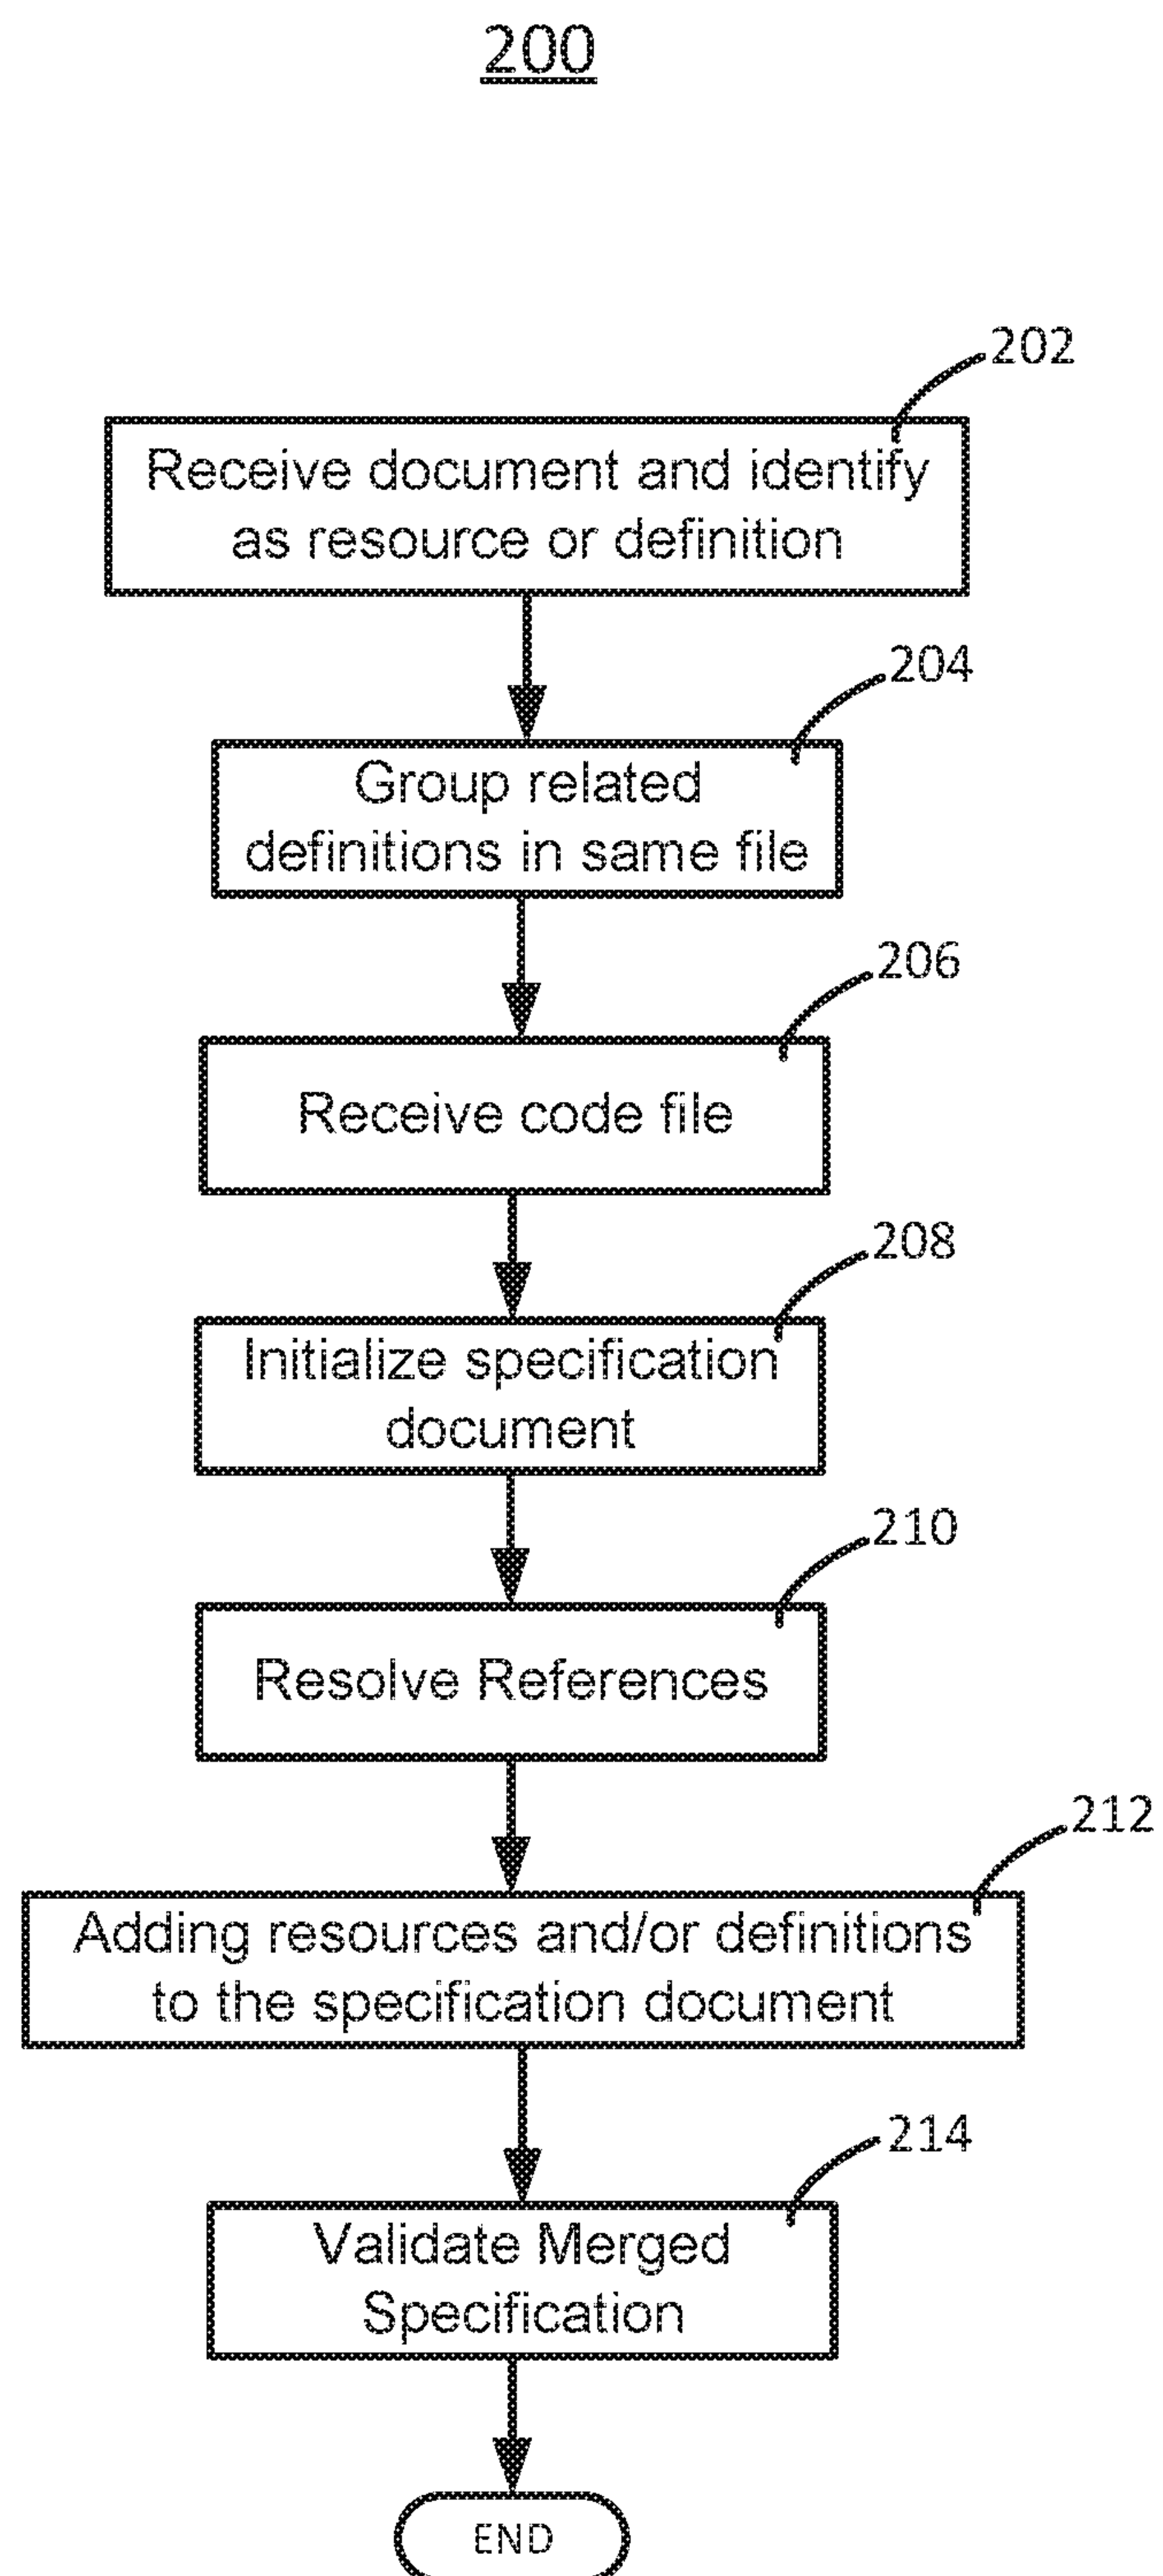 200
202
Receive document and identify
as resource or definition
204
Group related
definitions in same file
206
Receive code file
208
Initialize specification
document
210
Resolve References
212
Adding resources and/or definitions
to the specification document
214
Validate Merged
Specification
END